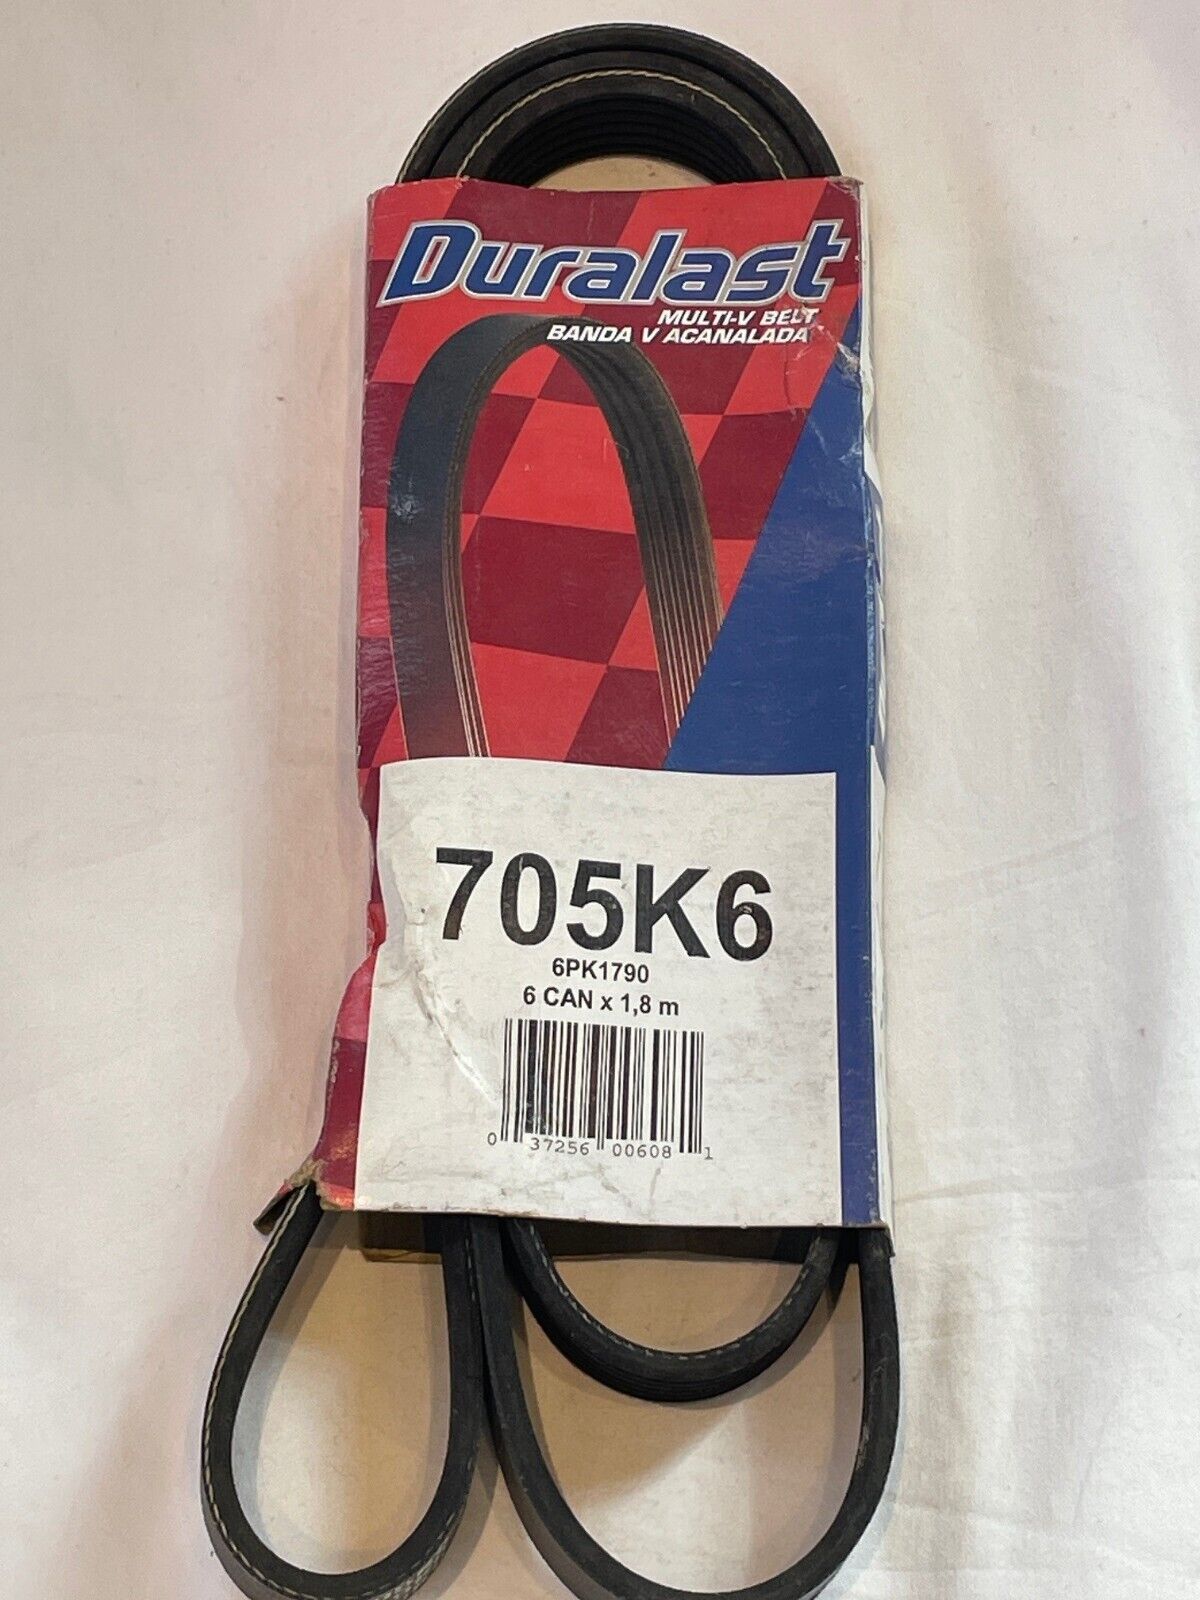 Duralast
MULTI-V BELT
BANDA V ACANALADA
705K6
6PK1790
6 CAN x 1,8 m
0 37256 00608 1